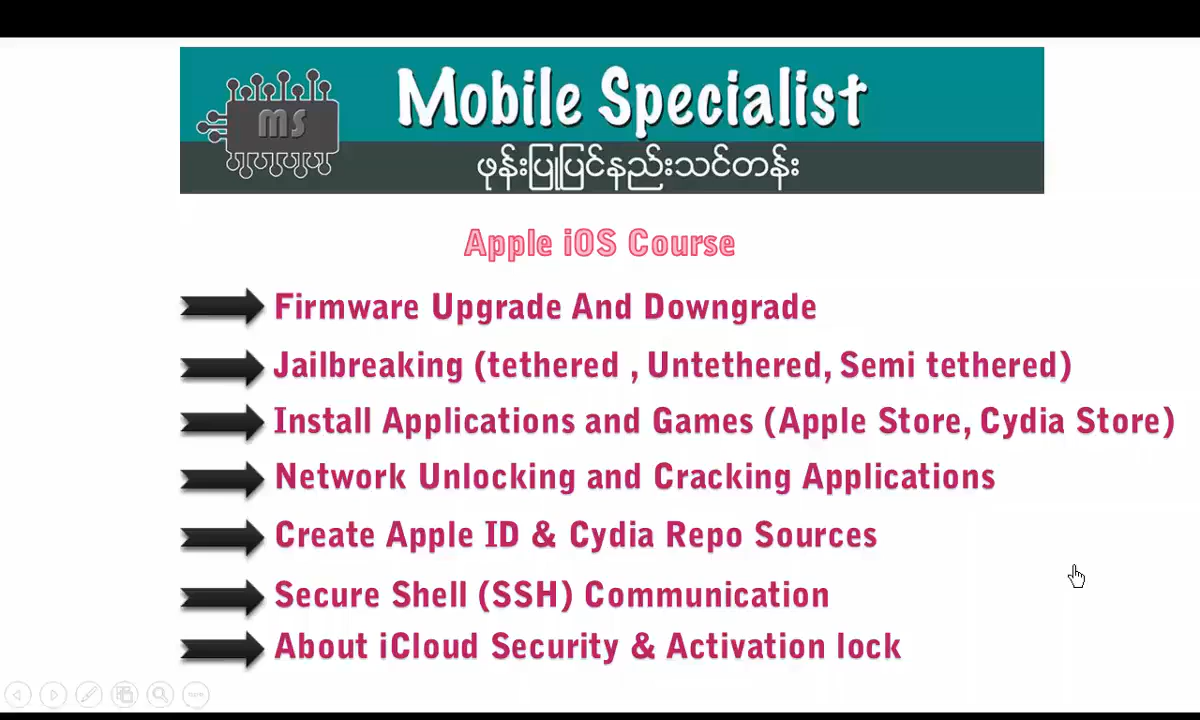 MS
Mobile Specialist
ဖုန်းပြုပြင်နည်းသင်တန်း
Apple iOS Course
Firmware Upgrade And Downgrade
Jailbreaking (tethered , Untethered, Semi tethered)
Install Applications and Games (Apple Store, Cydia Store)
Network Unlocking and Cracking Applications
Create Apple ID & Cydia Repo Sources
Secure Shell (SSH) Communication
About iCloud Security & Activation lock